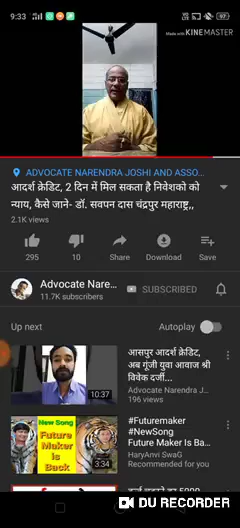 9:33
97
Made with KINEMASTER
ADVOCATE NARENDRA JOSHI AND ASSO...
आदर्श क्रेडिट, 2 दिन में मिल सकता है निवेशको को
न्याय, कैसे जाने- डॉ. सवपन दास चंद्रपुर महाराष्ट्र,,
2.1K views
295
10
Share
Download
Save
Advocate Nare...
11.7K subscribers
SUBSCRIBED
Up next
Autoplay
10:37
आसपुर आदर्श क्रेडिट,
अब गूंजी युवा आवाज श्री
विवेक दर्जी...
Advocate Narendra J...
196 views
New Song
Future
Maker
is
Back
3:34
#Futuremaker
#NewSong
Future Maker Is Ba...
HaryAnvi SwaG
Recommended for you
DU RECORDER